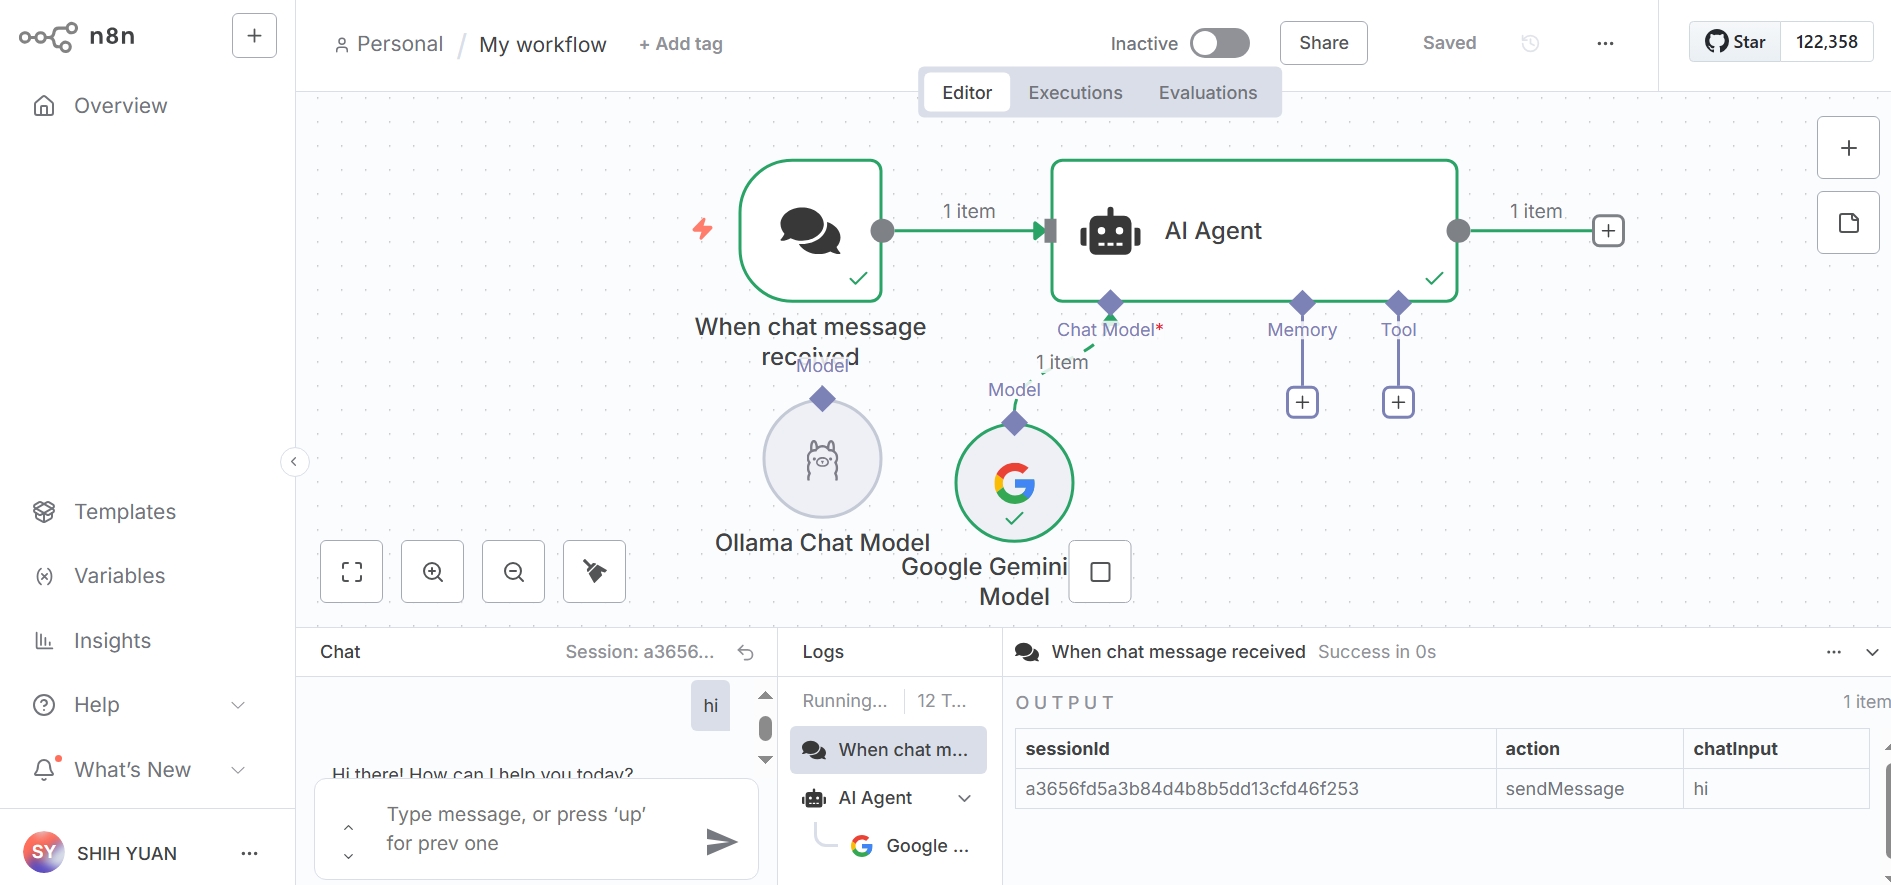 n8n
+
Personal / My workflow + Add tag
Inactive
Share
Saved
...
Star 122,358
Editor Executions Evaluations
Overview
Templates
Variables
Insights
Help
What's New
SY SHIH YUAN ...
1 item
AI Agent
1 item
When chat message
received
Chat Model*
Memory
Tool
1 item
Model
Model
Ollama Chat Model
Google Gemini
Model
Chat
Session: a3656...
hi
Hi there! How can I help you today?
Type message, or press ‘up’
for prev one
Logs
Running... 12 T...
When chat m...
AI Agent
Google ...
When chat message received Success in 0s
OUTPUT
1 item
sessionId action chatInput
a3656fd5a3b84d4b8b5dd13cfd46f253 sendMessage hi